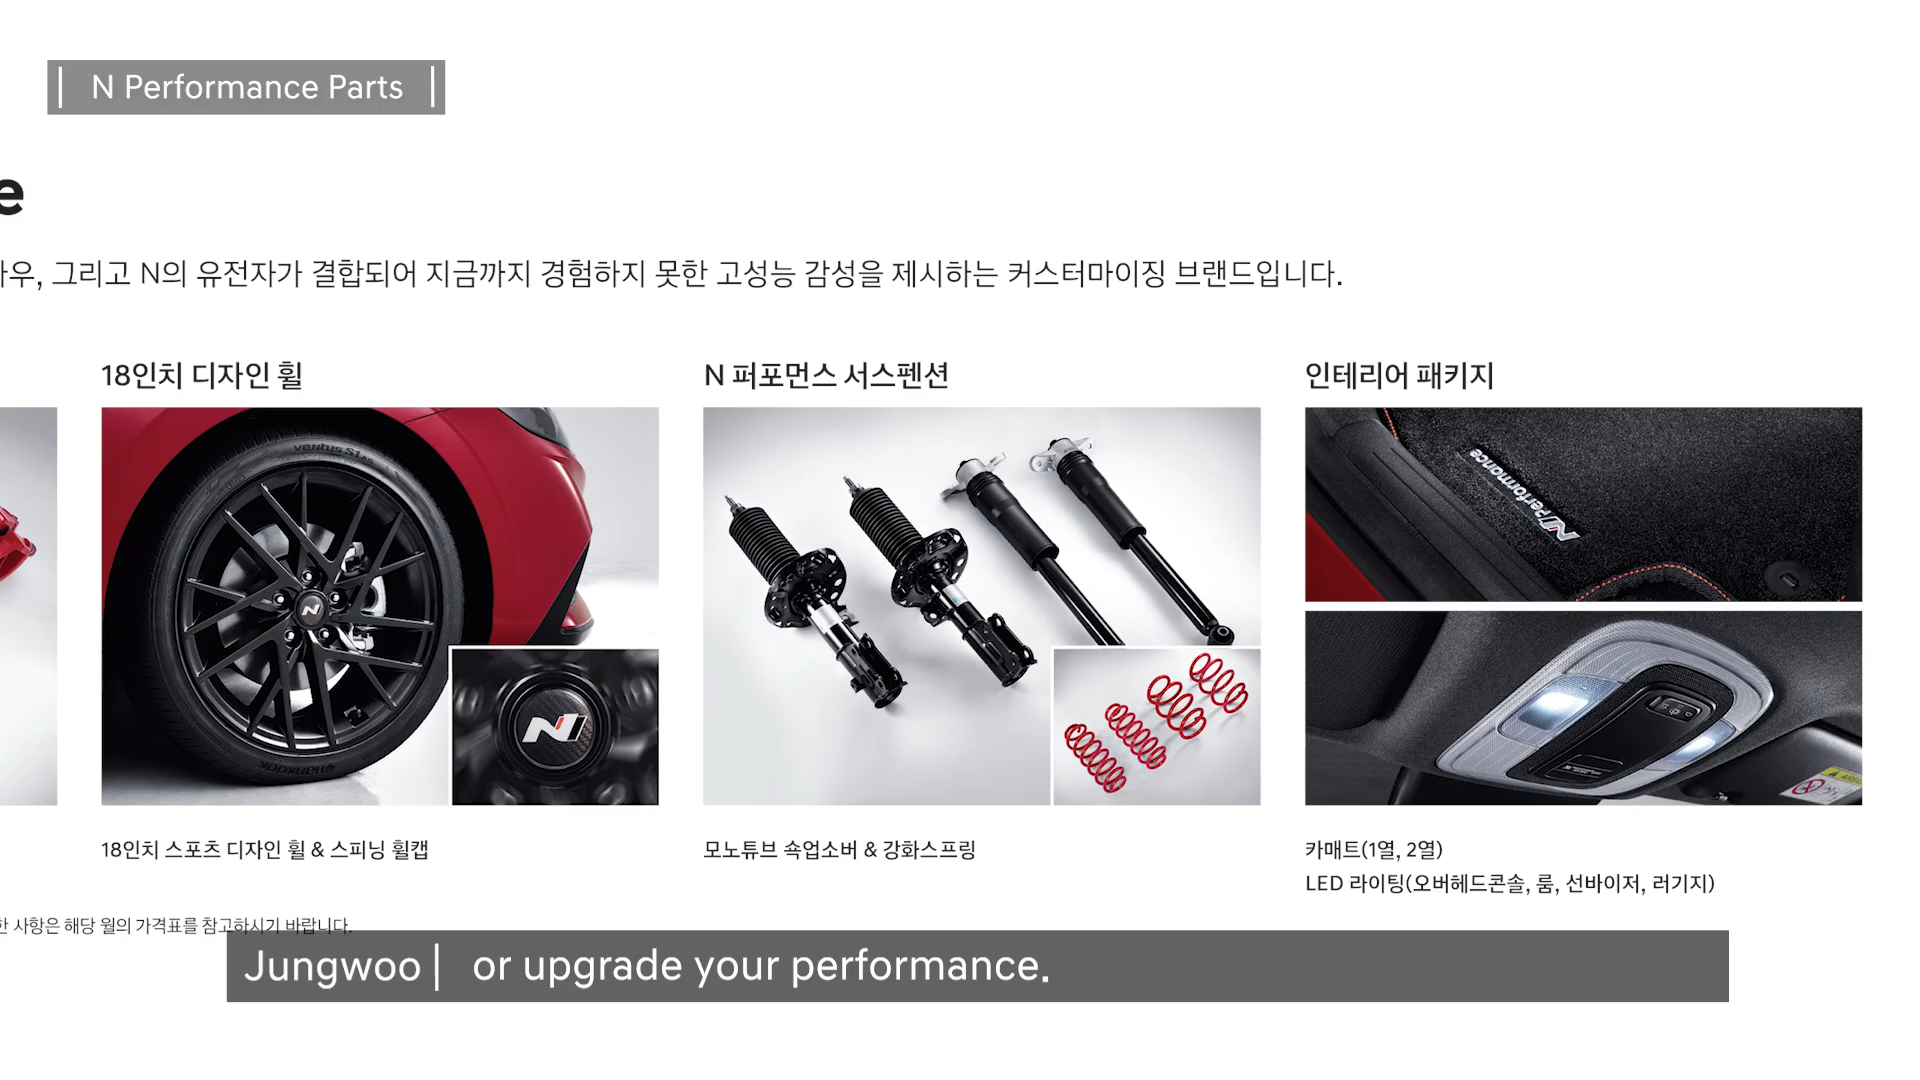 N Performance Parts
e
, 그리고 N의 유전자가 결합되어 지금까지 경험하지 못한 고성능 감성을 제시하는 커스터마이징 브랜드입니다.
18인치 디자인 휠
N 퍼포먼스 서스펜션
인테리어 패키지
ventus S1
N
Hankook
N
N Performance
18인치 스포츠 디자인 휠 & 스피닝 휠캡
모노튜브 쇽업소버 & 강화스프링
카매트(1열, 2열)
LED 라이팅(오버헤드콘솔, 룸, 선바이저, 러기지)
한 사항은 해당 월의 가격표를 참고하시기 바랍니다.
Jungwoo or upgrade your performance.